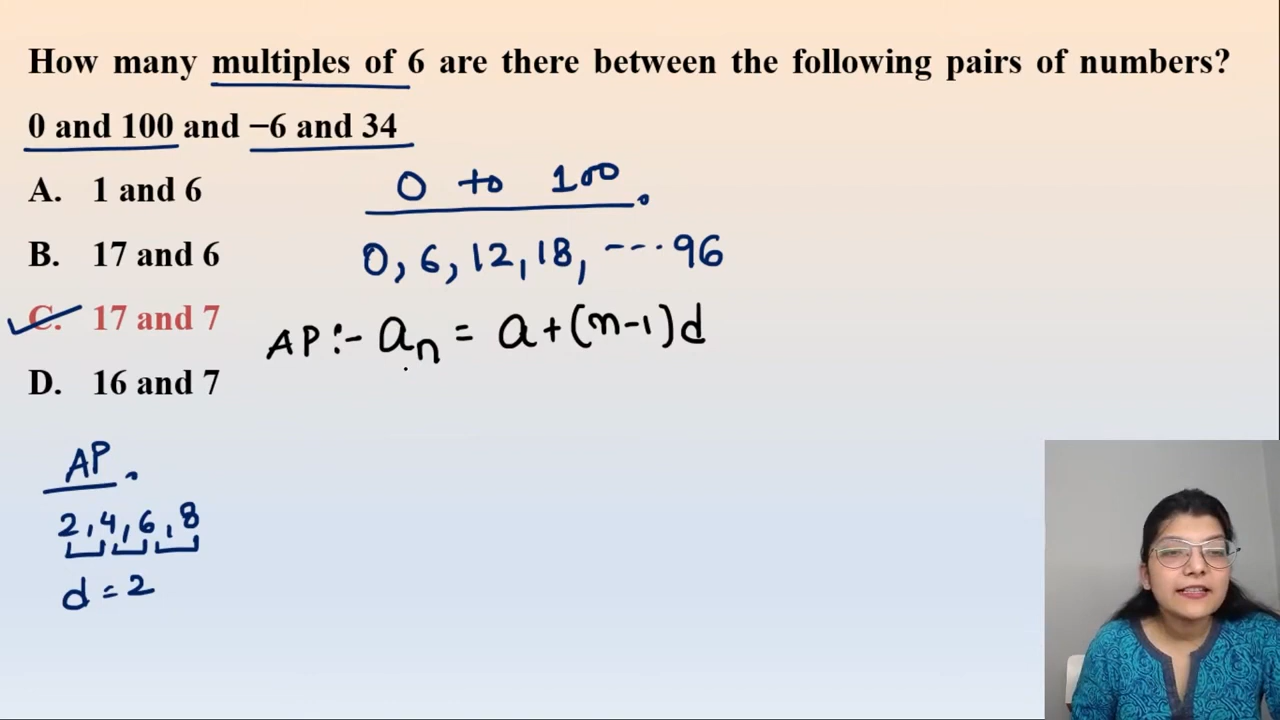 How many multiples of 6 are there between the following pairs of numbers?
0 and 100 and −6 and 34
A. 1 and 6
B. 17 and 6
C. 17 and 7
D. 16 and 7
0 to 100
0, 6, 12, 18, ---- 96
AP :- an = a + (n-1)d
AP
2, 4, 6, 8
d = 2